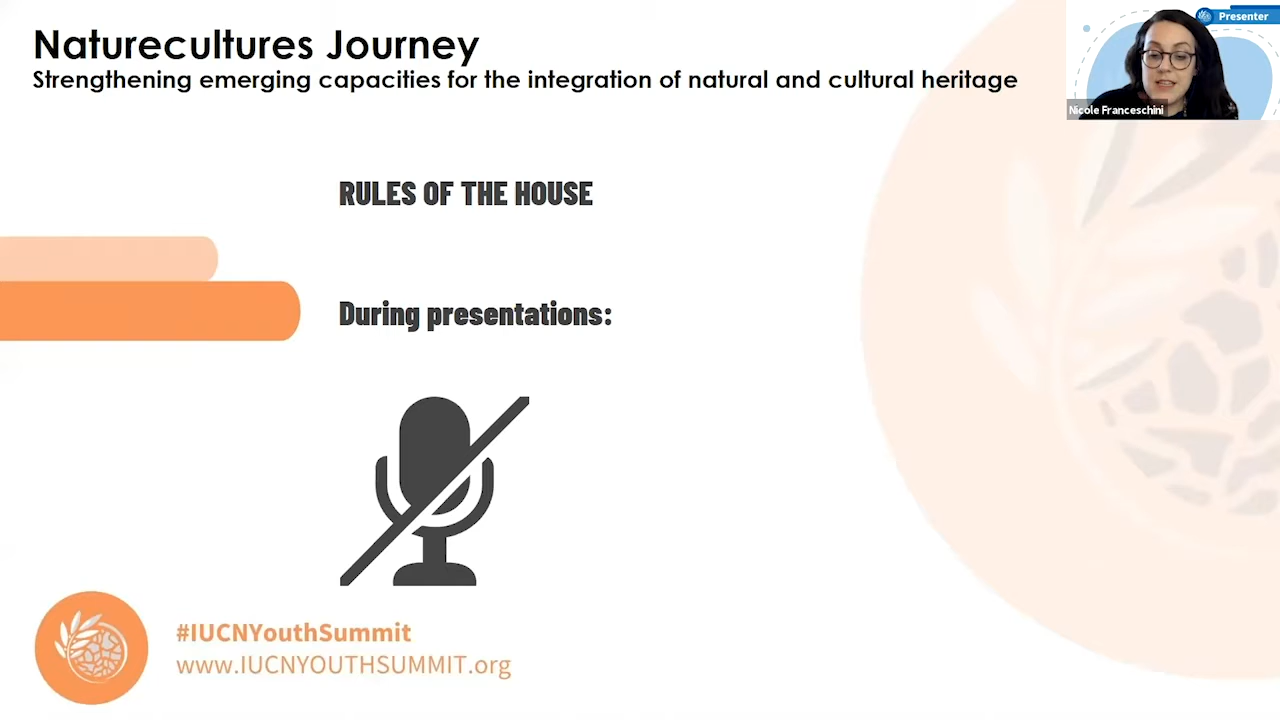 Naturecultures Journey
Strengthening emerging capacities for the integration of natural and cultural heritage
Presenter
Nicole Franceschini
RULES OF THE HOUSE
During presentations:
#IUCNYouthSummit
www.IUCNYOUTHSUMMIT.org